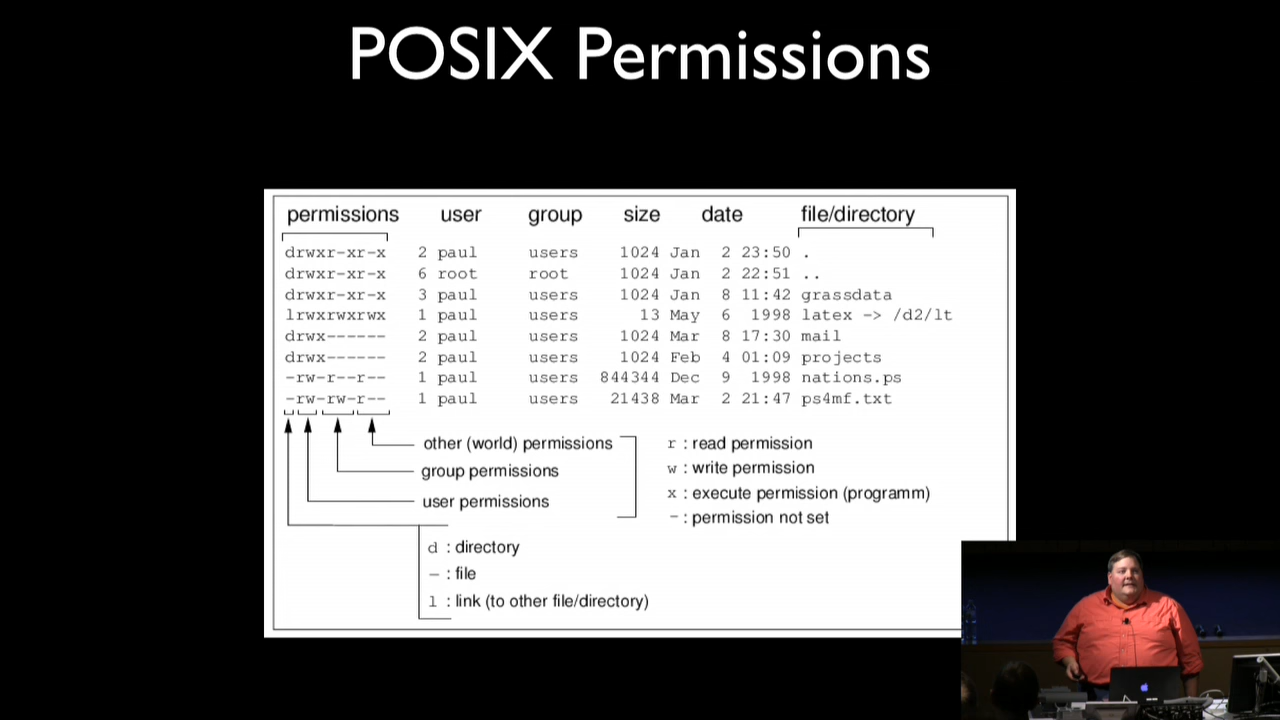 POSIX Permissions
permissions user group size date file/directory
drwxr-xr-x 2 paul users 1024 Jan 2 23:50 .
drwxr-xr-x 6 root root 1024 Jan 2 22:51 ..
drwxr-xr-x 3 paul users 1024 Jan 8 11:42 grassdata
lrwxrwxrwx 1 paul users 13 May 6 1998 latex -> /d2/lt
drwx------ 2 paul users 1024 Mar 8 17:30 mail
drwx------ 2 paul users 1024 Feb 4 01:09 projects
-rw-r--r-- 1 paul users 844344 Dec 9 1998 nations.ps
-rw-rw-r-- 1 paul users 21438 Mar 2 21:47 ps4mf.txt
other (world) permissions
group permissions
user permissions
r : read permission
w : write permission
x : execute permission (programm)
- : permission not set
d : directory
- : file
l : link (to other file/directory)